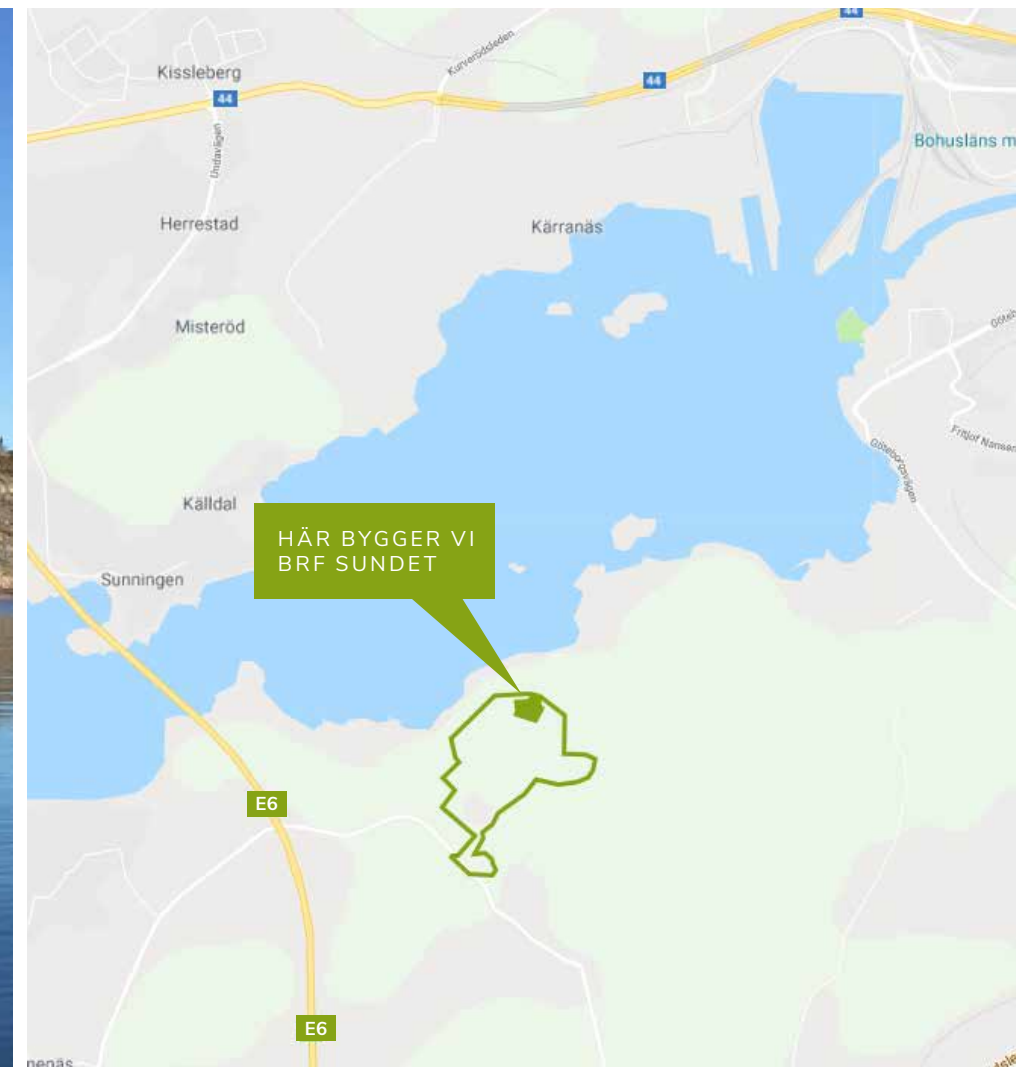 44
Kurverödsleden
Kissleberg
44
44
Undavägen
Bohusläns m
Herrestad
Kärranäs
Misteröd
Göteb
Fritjof Nansen
Göteborgsvägen
Källdal
HÄR BYGGER VI
BRF SUNDET
Sunningen
E6
E6